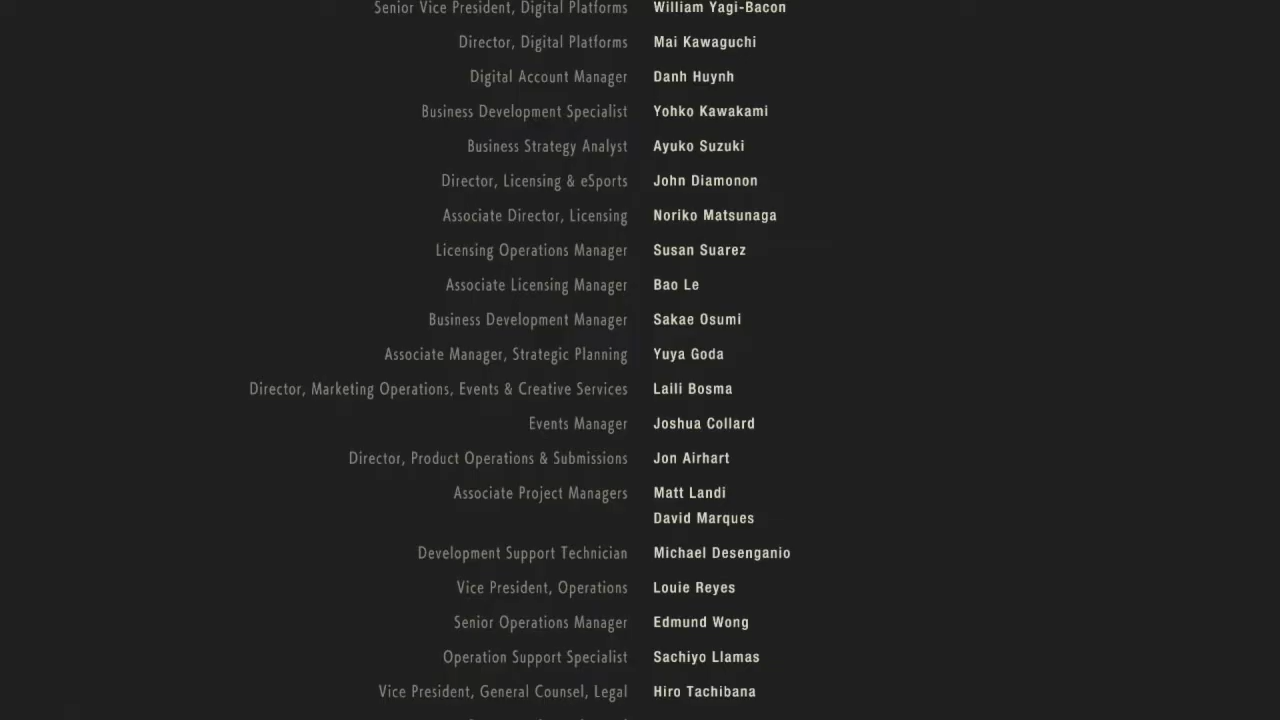 Senior Vice President, Digital Platforms William Yagi-Bacon
Director, Digital Platforms Mai Kawaguchi
Digital Account Manager Danh Huynh
Business Development Specialist Yohko Kawakami
Business Strategy Analyst Ayuko Suzuki
Director, Licensing & eSports John Diamonon
Associate Director, Licensing Noriko Matsunaga
Licensing Operations Manager Susan Suarez
Associate Licensing Manager Bao Le
Business Development Manager Sakae Osumi
Associate Manager, Strategic Planning Yuya Goda
Director, Marketing Operations, Events & Creative Services Laili Bosma
Events Manager Joshua Collard
Director, Product Operations & Submissions Jon Airhart
Associate Project Managers Matt Landi
David Marques
Development Support Technician Michael Desenganio
Vice President, Operations Louie Reyes
Senior Operations Manager Edmund Wong
Operation Support Specialist Sachiyo Llamas
Vice President, General Counsel, Legal Hiro Tachibana